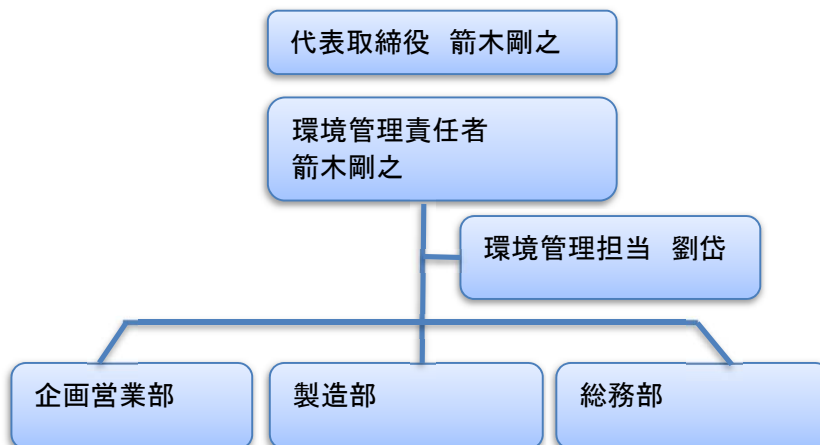 代表取締役　箭木剛之
環境管理責任者
箭木剛之
環境管理担当　劉岱
企画営業部
製造部
総務部